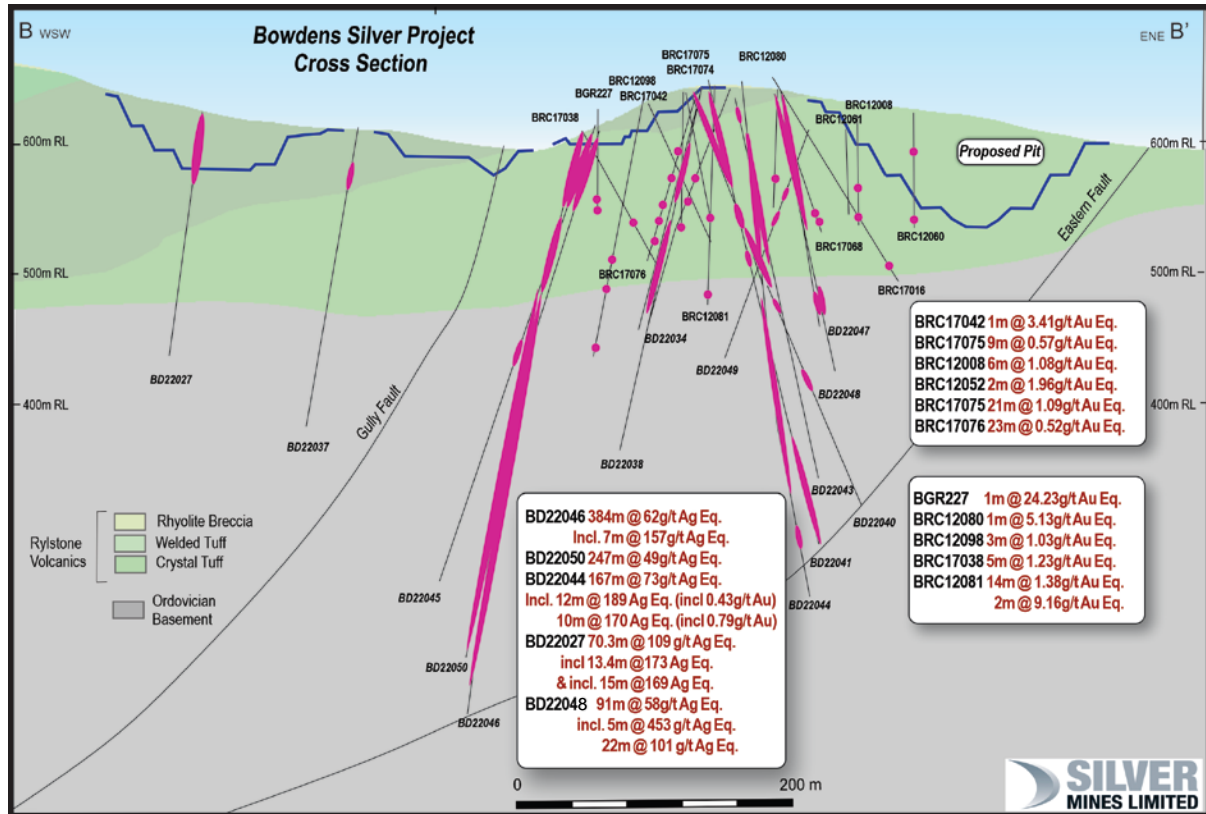 B WSW
ENE B'
Bowdens Silver Project
Cross Section
BRC17075
BRC17074
BRC12080
BRC12098
BRC17042
BGR227
BRC17038
BRC12008
BRC12061
Proposed Pit
600m RL
600m RL
Eastern Fault
BRC17068
BRC12060
500m RL
500m RL
BRC17076
BRC17016
BRC12081
BD22034
BD22047
BD22049
BD22027
BD22048
400m RL
400m RL
Gully Fault
BD22037
BD22038
BD22043
BD22040
BD22041
BD22044
BD22045
BD22050
BD22046
BRC17042 1m @ 3.41g/t Au Eq.
BRC17075 9m @ 0.57g/t Au Eq.
BRC12008 6m @ 1.08g/t Au Eq.
BRC12052 2m @ 1.96g/t Au Eq.
BRC17075 21m @ 1.09g/t Au Eq.
BRC17076 23m @ 0.52g/t Au Eq.
BGR227 1m @ 24.23g/t Au Eq.
BRC12080 1m @ 5.13g/t Au Eq.
BRC12098 3m @ 1.03g/t Au Eq.
BRC17038 5m @ 1.23g/t Au Eq.
BRC12081 14m @ 1.38g/t Au Eq.
2m @ 9.16g/t Au Eq.
Rylstone
Volcanics
Rhyolite Breccia
Welded Tuff
Crystal Tuff
Ordovician
Basement
BD22046 384m @ 62g/t Ag Eq.
Incl. 7m @ 157g/t Ag Eq.
BD22050 247m @ 49g/t Ag Eq.
BD22044 167m @ 73g/t Ag Eq.
Incl. 12m @ 189 Ag Eq. (incl 0.43g/t Au)
10m @ 170 Ag Eq. (incl 0.79g/t Au)
BD22027 70.3m @ 109 g/t Ag Eq.
incl 13.4m @173 Ag Eq.
& incl. 15m @169 Ag Eq.
BD22048 91m @ 58g/t Ag Eq.
incl. 5m @ 453 g/t Ag Eq.
22m @ 101 g/t Ag Eq.
0 200 m
SILVER
MINES LIMITED